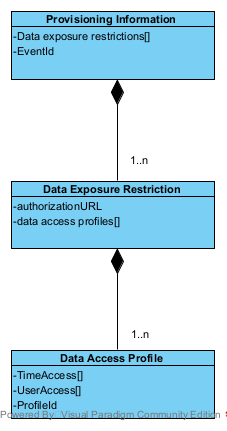 Provisioning Information
-Data exposure restrictions[]
-EventId
1..n
Data Exposure Restriction
-authorizationURL
-data access profiles[]
1..n
Data Access Profile
-TimeAccess[]
-UserAccess[]
-ProfileId
Powered By Visual Paradigm Community Edition